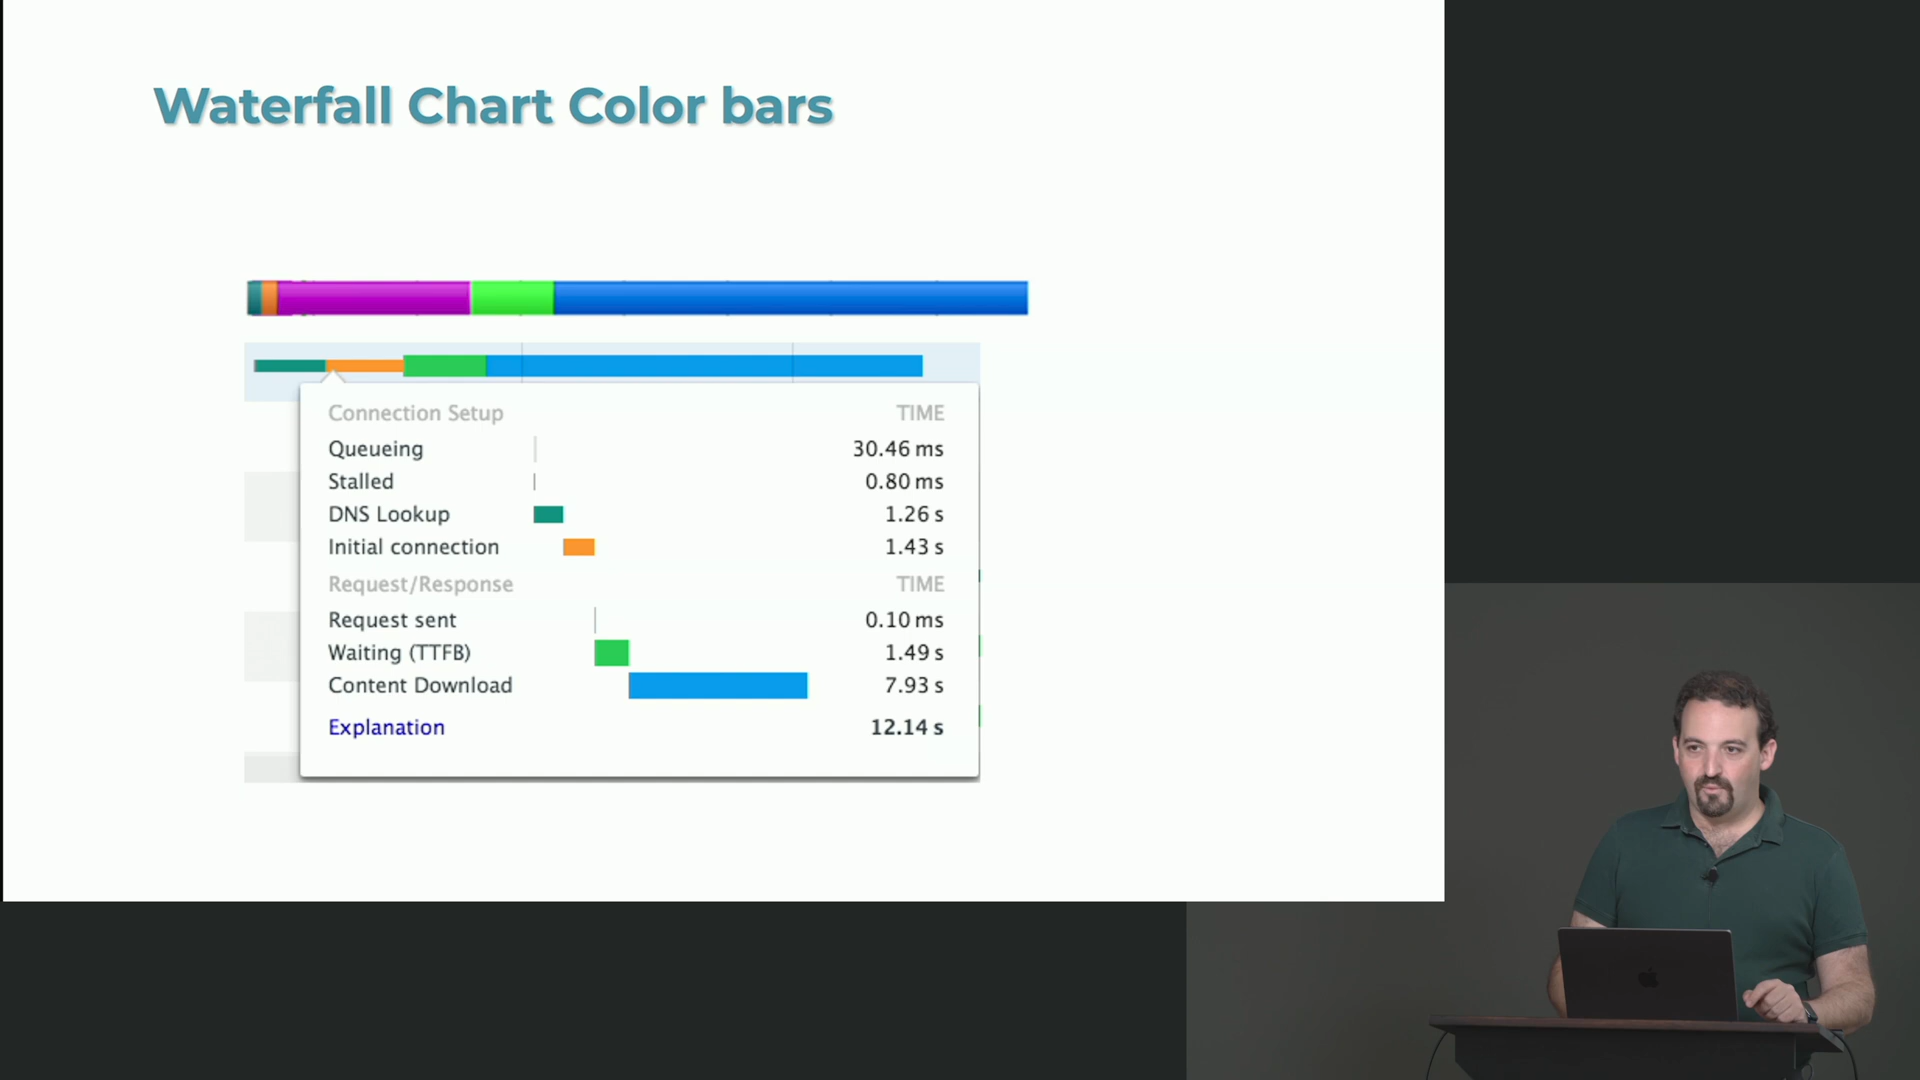 Waterfall Chart Color bars
Connection Setup TIME
Queueing 30.46 ms
Stalled 0.80 ms
DNS Lookup 1.26 s
Initial connection 1.43 s
Request/Response TIME
Request sent 0.10 ms
Waiting (TTFB) 1.49 s
Content Download 7.93 s
Explanation 12.14 s